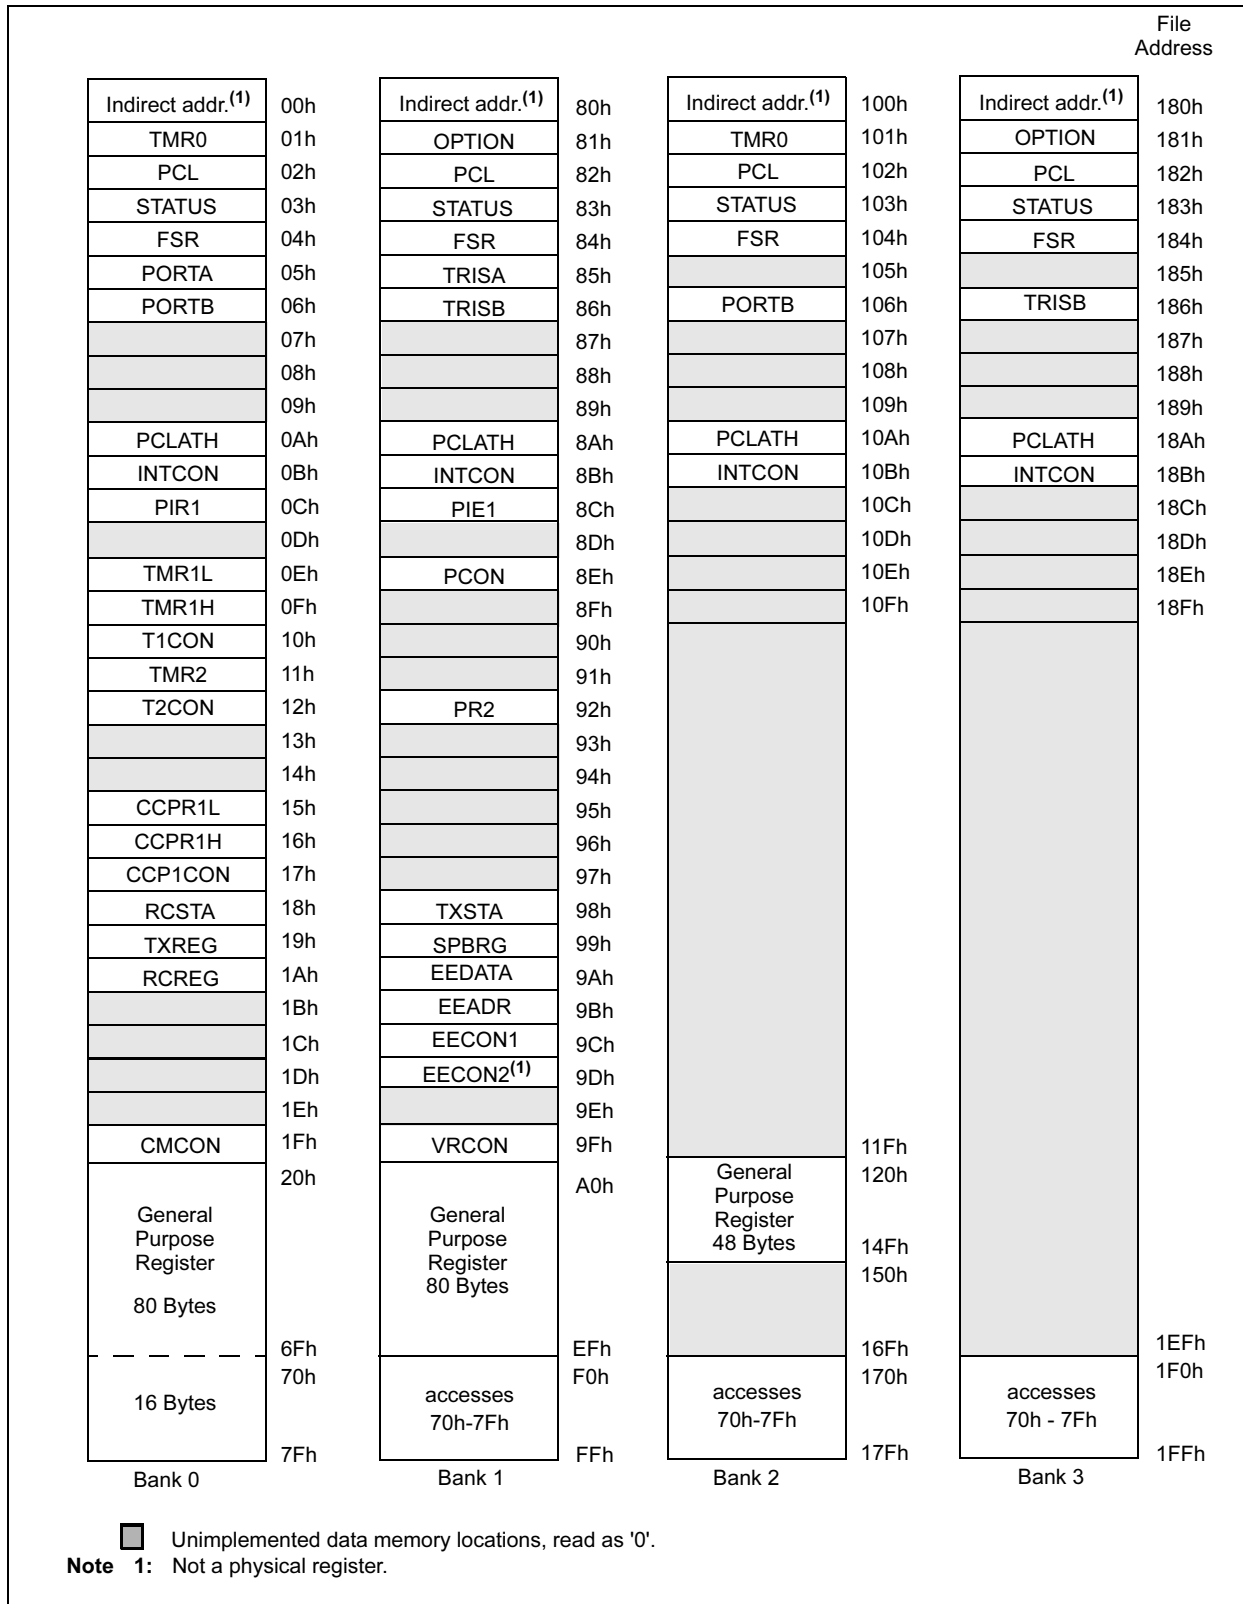 File
Address
Indirect addr.(1) 00h Indirect addr.(1) 80h Indirect addr.(1) 100h Indirect addr.(1) 180h
TMR0 01h OPTION 81h TMR0 101h OPTION 181h
PCL 02h PCL 82h PCL 102h PCL 182h
STATUS 03h STATUS 83h STATUS 103h STATUS 183h
FSR 04h FSR 84h FSR 104h FSR 184h
PORTA 05h TRISA 85h 105h 185h
PORTB 06h TRISB 86h PORTB 106h TRISB 186h
07h 87h 107h 187h
08h 88h 108h 188h
09h 89h 109h 189h
PCLATH 0Ah PCLATH 8Ah PCLATH 10Ah PCLATH 18Ah
INTCON 0Bh INTCON 8Bh INTCON 10Bh INTCON 18Bh
PIR1 0Ch PIE1 8Ch 10Ch 18Ch
0Dh 8Dh 10Dh 18Dh
TMR1L 0Eh PCON 8Eh 10Eh 18Eh
TMR1H 0Fh 8Fh 10Fh 18Fh
T1CON 10h 90h
TMR2 11h 91h
T2CON 12h PR2 92h
13h 93h
14h 94h
CCPR1L 15h 95h
CCPR1H 16h 96h
CCP1CON 17h 97h
RCSTA 18h TXSTA 98h
TXREG 19h SPBRG 99h
RCREG 1Ah EEDATA 9Ah
1Bh EEADR 9Bh
1Ch EECON1 9Ch
1Dh EECON2(1) 9Dh
1Eh 9Eh
CMCON 1Fh VRCON 9Fh 11Fh
20h A0h General 120h
General General Purpose
Purpose Purpose Register
Register Register 48 Bytes 14Fh
80 Bytes 80 Bytes 150h
6Fh EFh 16Fh 1EFh
70h F0h 170h 1F0h
16 Bytes accesses accesses accesses
70h-7Fh 70h-7Fh 70h - 7Fh
7Fh FFh 17Fh 1FFh
Bank 0 Bank 1 Bank 2 Bank 3
Unimplemented data memory locations, read as '0'.
Note 1: Not a physical register.